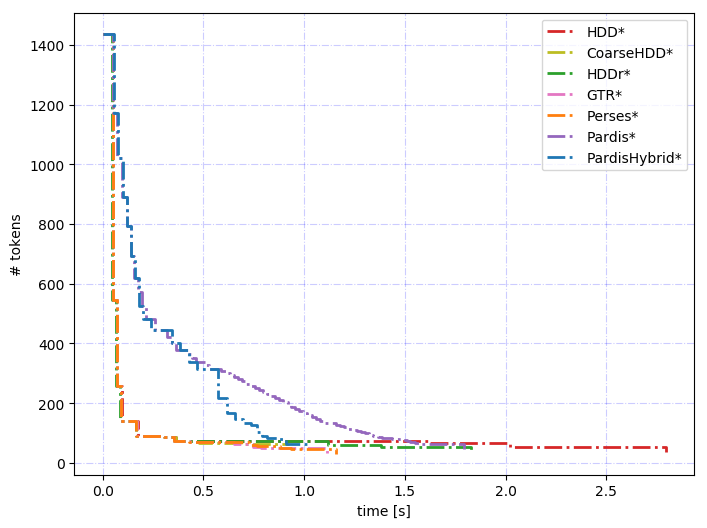 HDD*
CoarseHDD*
HDDr*
GTR*
Perses*
Pardis*
PardisHybrid*
# tokens
1400
1200
1000
800
600
400
200
0
0.0 0.5 1.0 1.5 2.0 2.5
time [s]